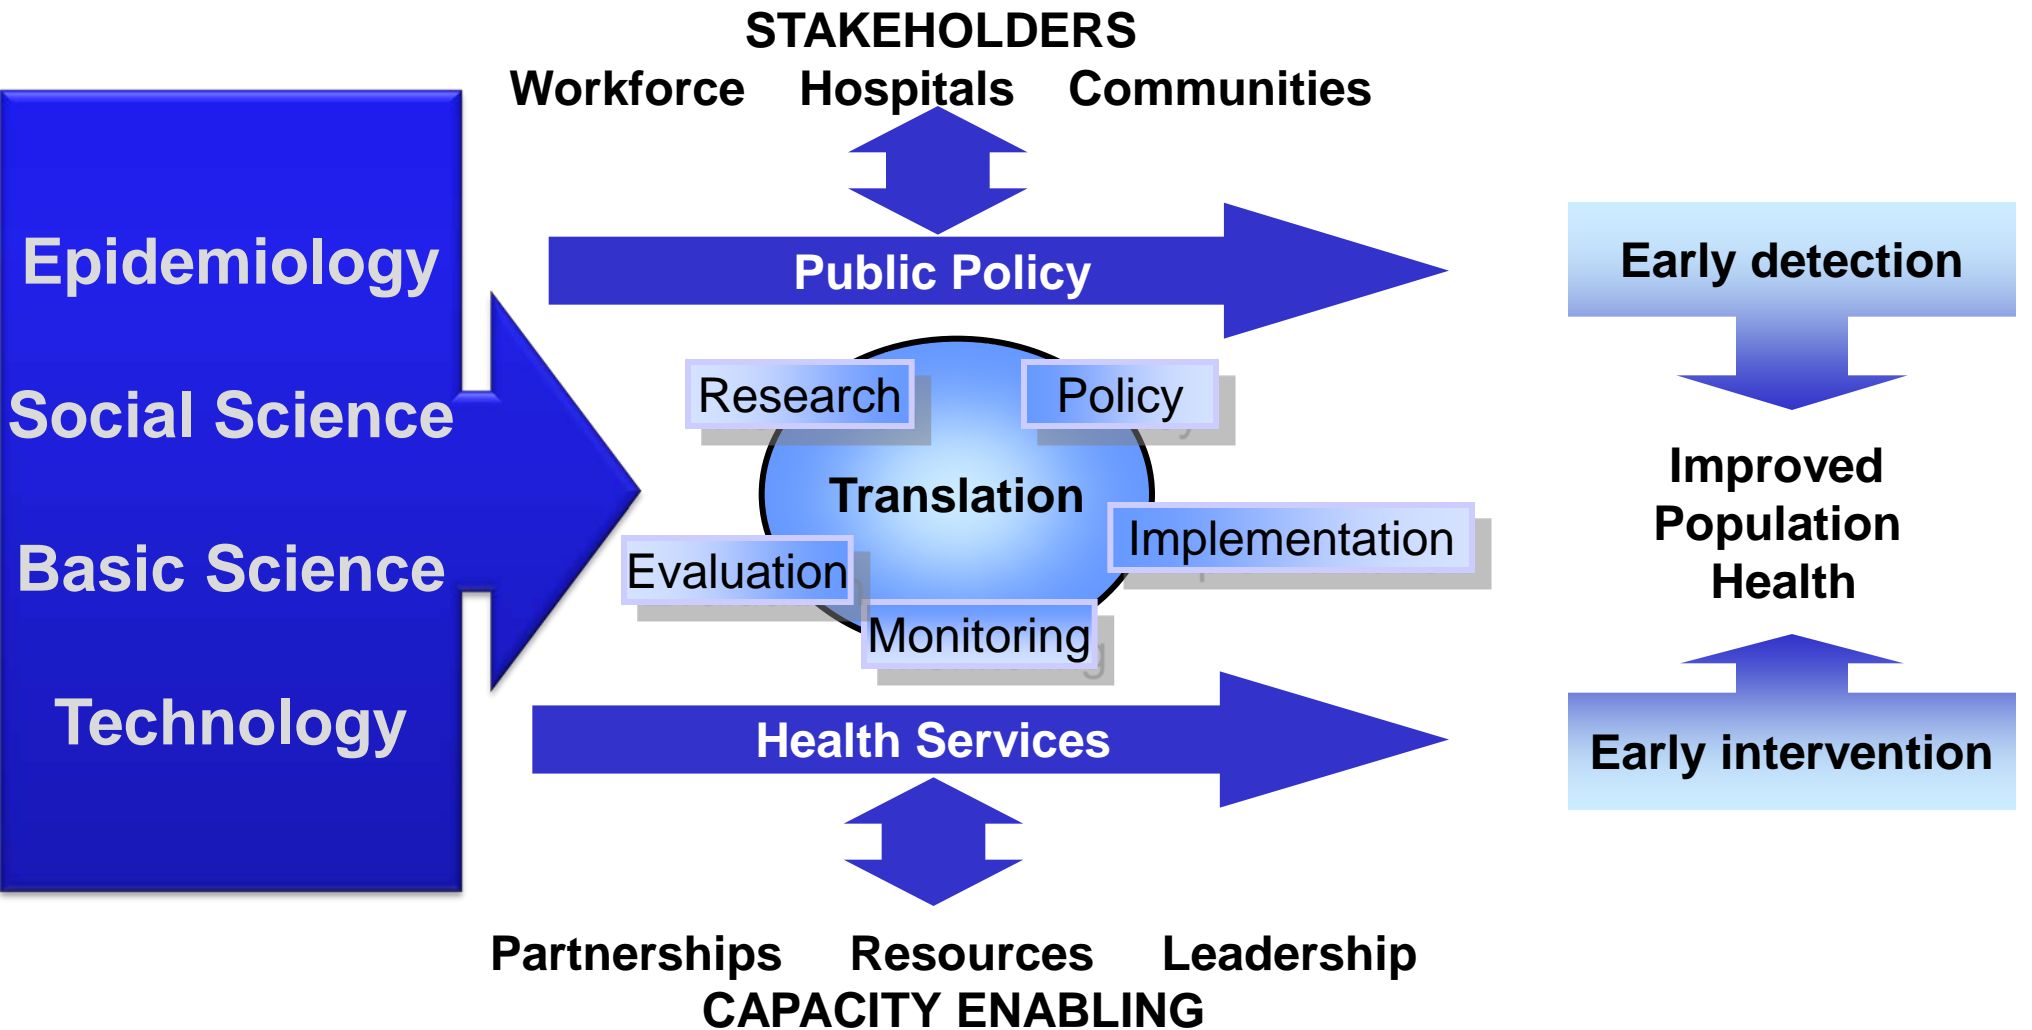 STAKEHOLDERS
Workforce Hospitals Communities
Epidemiology
Social Science
Basic Science
Technology
Public Policy
Research
Policy
Translation
Implementation
Evaluation
Monitoring
Health Services
Partnerships Resources Leadership
CAPACITY ENABLING
Early detection
Improved
Population
Health
Early intervention